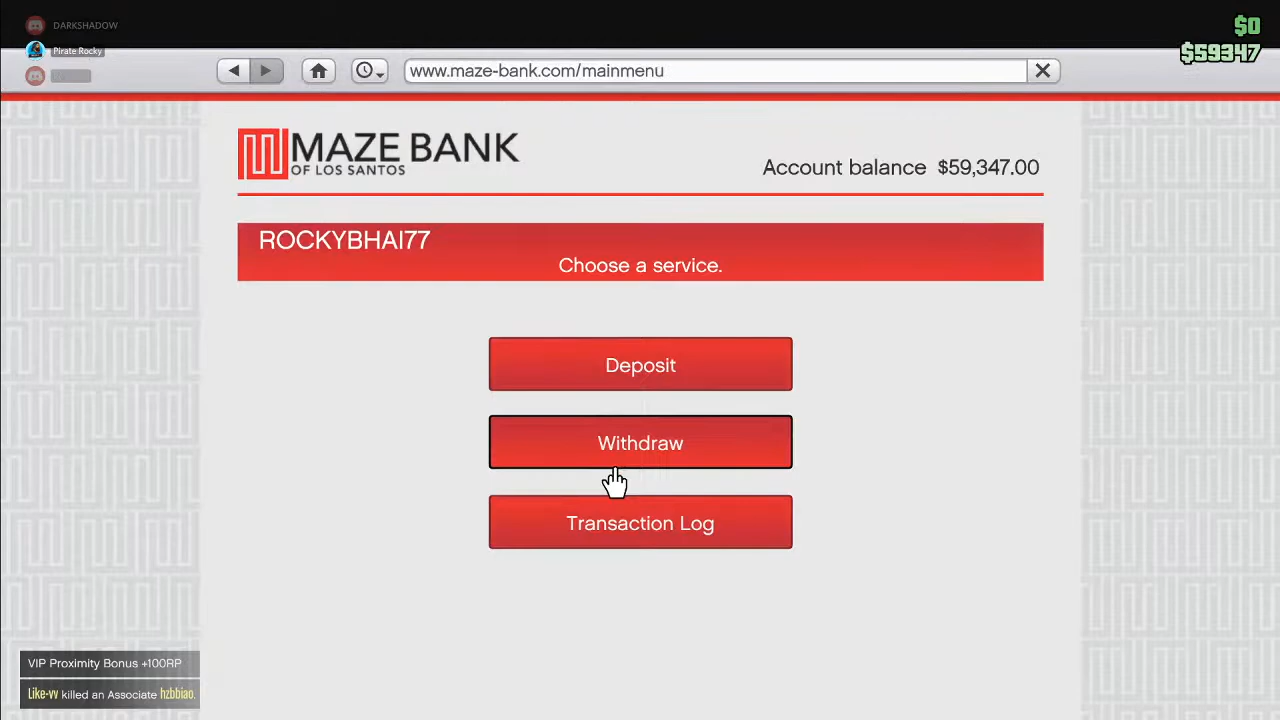 DARKSHADOW
Pirate Rocky
$0
$59347
www.maze-bank.com/mainmenu
MAZE BANK
OF LOS SANTOS
Account balance $59,347.00
ROCKYBHAI77
Choose a service.
Deposit
Withdraw
Transaction Log
VIP Proximity Bonus +100RP
Like-vv killed an Associate hzbbiao.